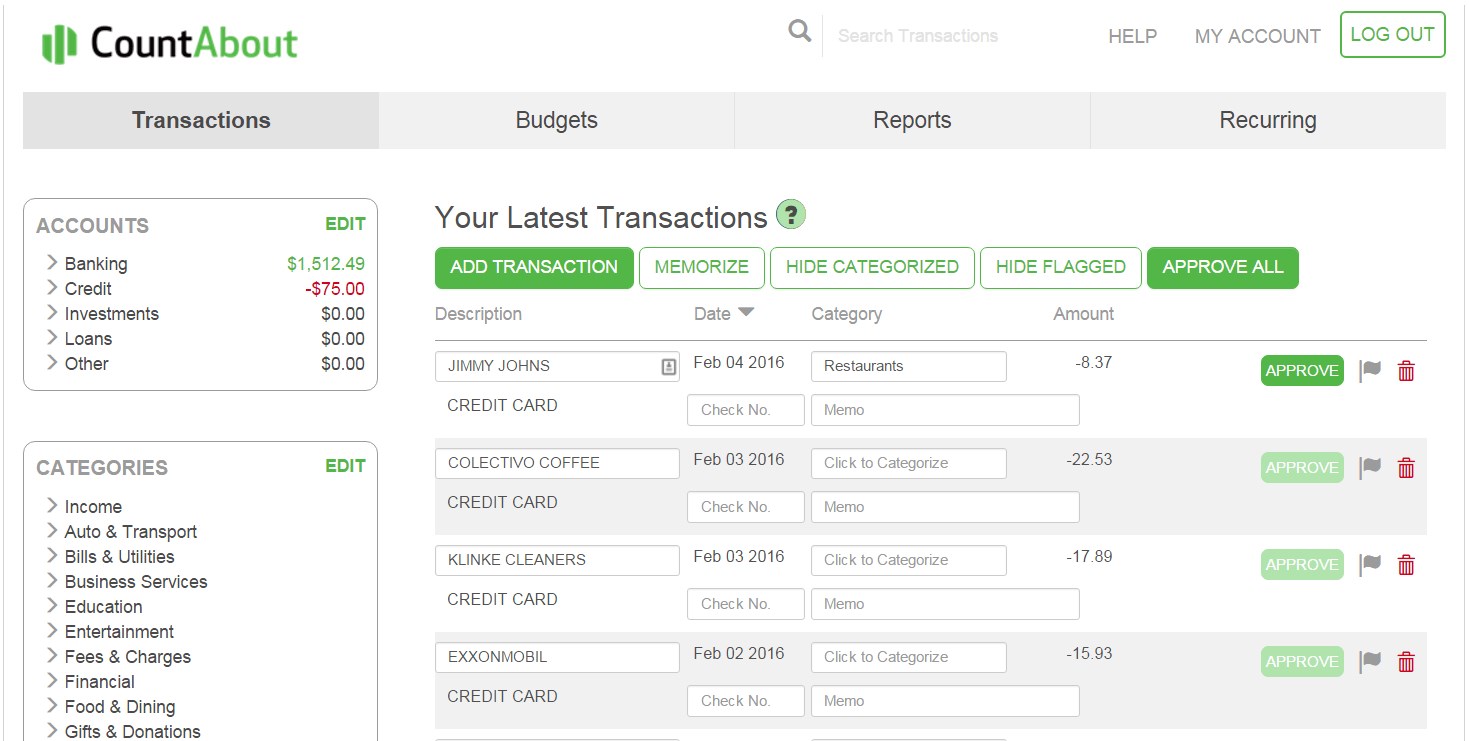 CountAbout
Search Transactions
HELP
MY ACCOUNT
LOG OUT
Transactions
Budgets
Reports
Recurring
ACCOUNTS EDIT
Banking $1,512.49
Credit -$75.00
Investments $0.00
Loans $0.00
Other $0.00
CATEGORIES EDIT
Income
Auto & Transport
Bills & Utilities
Business Services
Education
Entertainment
Fees & Charges
Financial
Food & Dining
Gifts & Donations
Your Latest Transactions ?
ADD TRANSACTION MEMORIZE HIDE CATEGORIZED HIDE FLAGGED APPROVE ALL
Description Date Category Amount
JIMMY JOHNS Feb 04 2016 Restaurants -8.37 APPROVE
CREDIT CARD Check No. Memo
COLECTIVO COFFEE Feb 03 2016 Click to Categorize -22.53 APPROVE
CREDIT CARD Check No. Memo
KLINKE CLEANERS Feb 03 2016 Click to Categorize -17.89 APPROVE
CREDIT CARD Check No. Memo
EXXONMOBIL Feb 02 2016 Click to Categorize -15.93 APPROVE
CREDIT CARD Check No. Memo